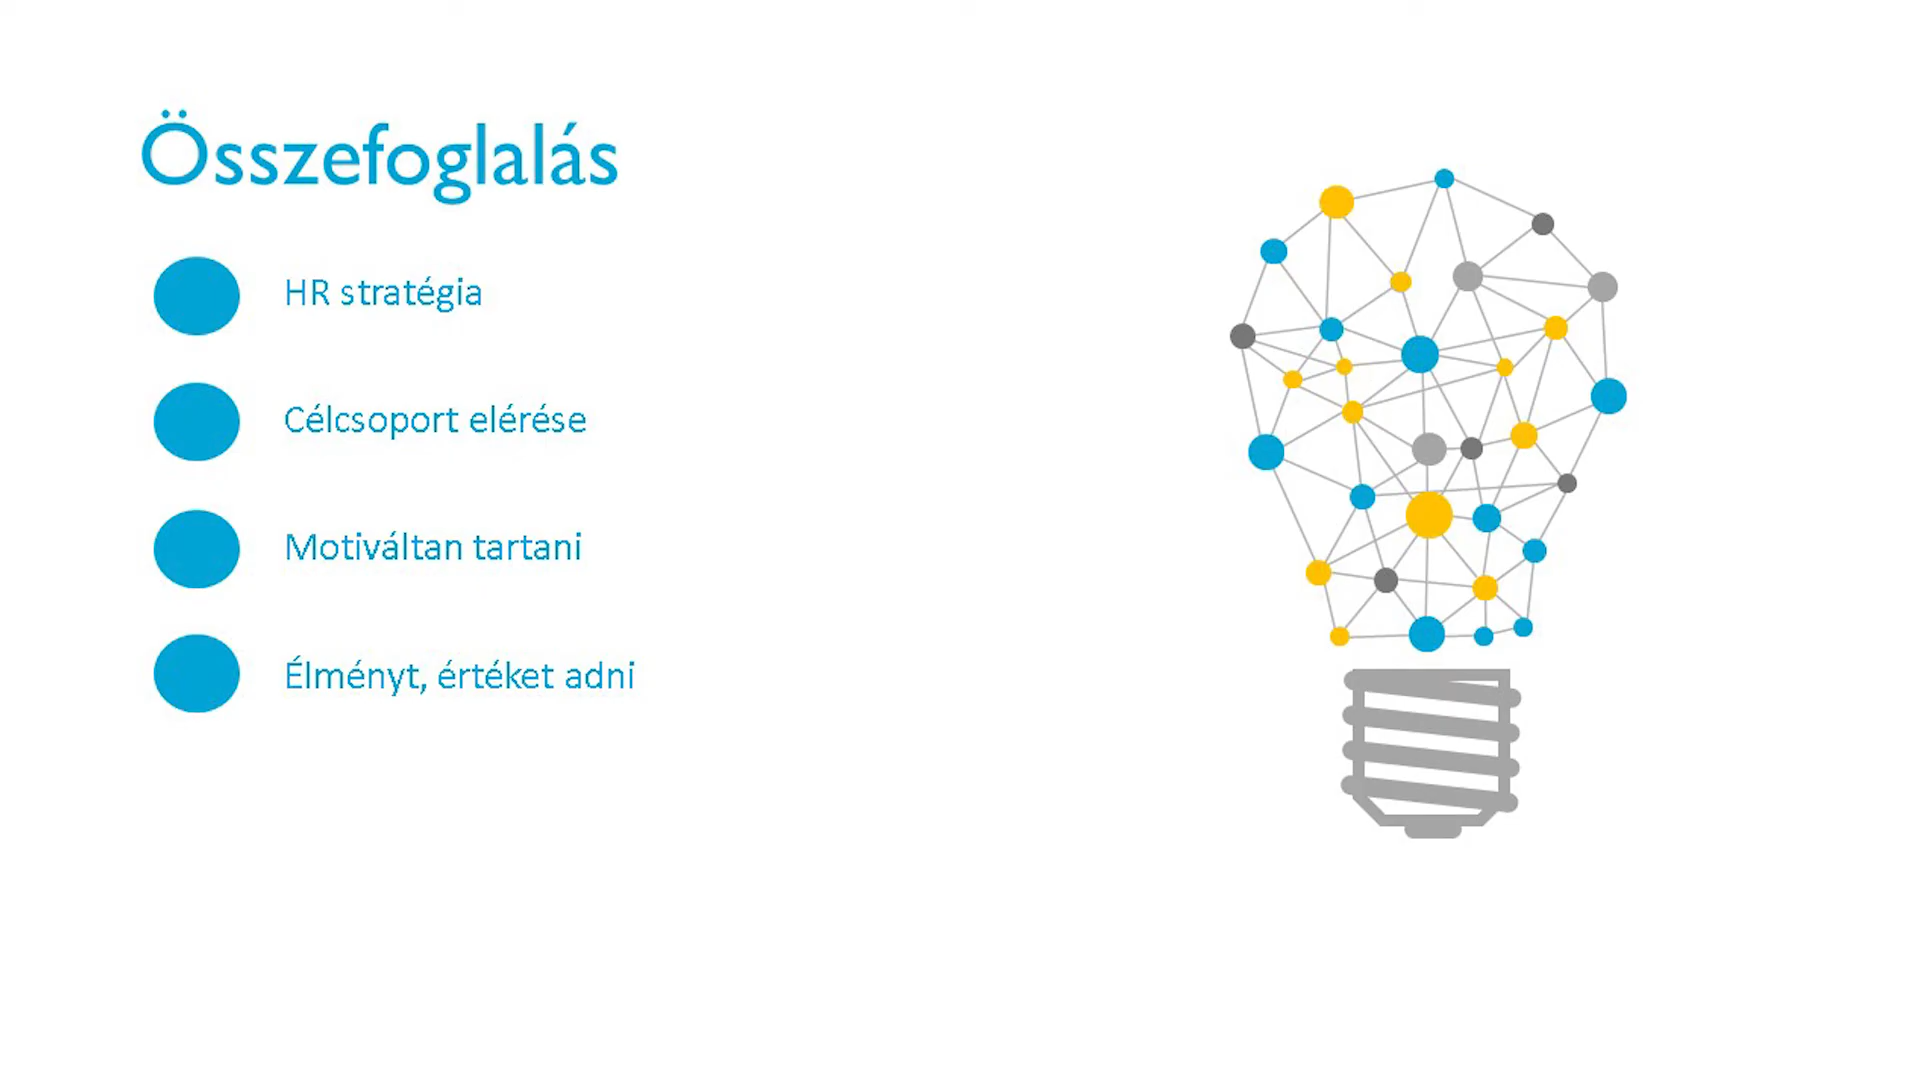 Összefoglalás
HR stratégia
Célcsoport elérése
Motiváltan tartani
Élményt, értéket adni